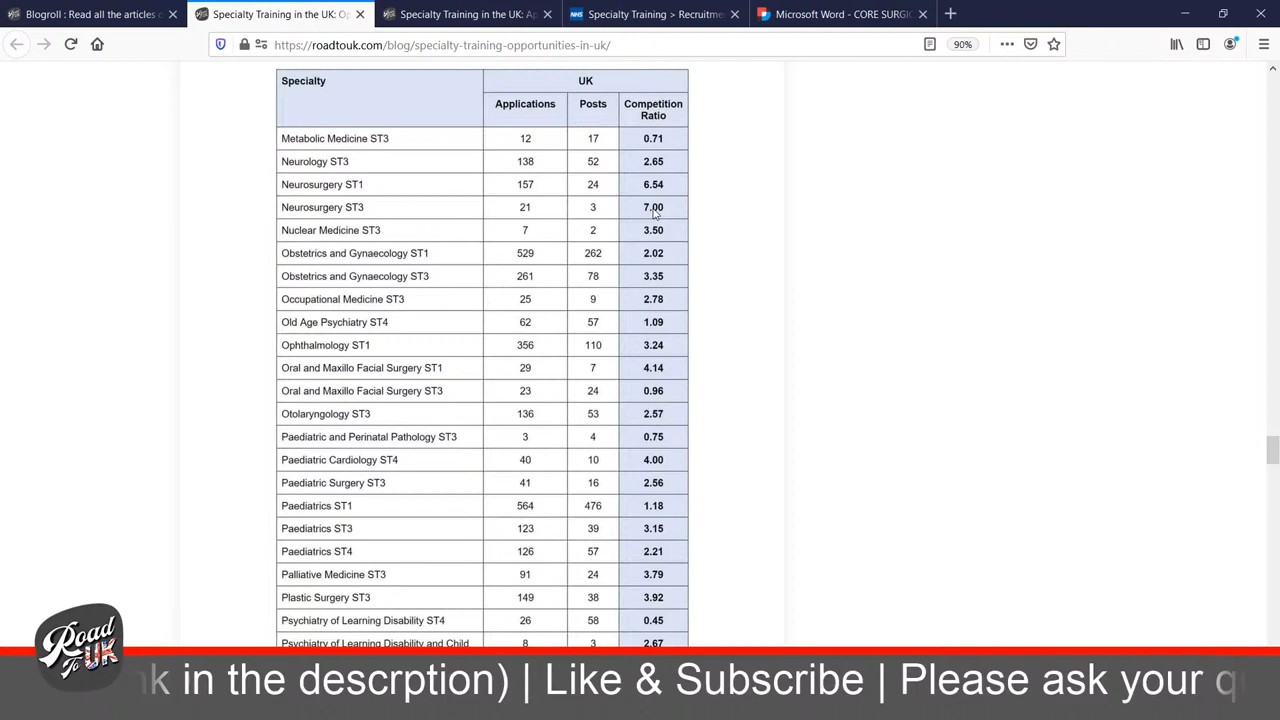 Blogroll : Read all the articles o
Specialty Training in the UK: Op
Specialty Training in the UK: Ap
NHS
Specialty Training > Recruitme
Microsoft Word - CORE SURGIC
https://roadtouk.com/blog/specialty-training-opportunities-in-uk/
90%
Specialty UK
Applications Posts Competition Ratio
Metabolic Medicine ST3 12 17 0.71
Neurology ST3 138 52 2.65
Neurosurgery ST1 157 24 6.54
Neurosurgery ST3 21 3 7.00
Nuclear Medicine ST3 7 2 3.50
Obstetrics and Gynaecology ST1 529 262 2.02
Obstetrics and Gynaecology ST3 261 78 3.35
Occupational Medicine ST3 25 9 2.78
Old Age Psychiatry ST4 62 57 1.09
Ophthalmology ST1 356 110 3.24
Oral and Maxillo Facial Surgery ST1 29 7 4.14
Oral and Maxillo Facial Surgery ST3 23 24 0.96
Otolaryngology ST3 136 53 2.57
Paediatric and Perinatal Pathology ST3 3 4 0.75
Paediatric Cardiology ST4 40 10 4.00
Paediatric Surgery ST3 41 16 2.56
Paediatrics ST1 564 476 1.18
Paediatrics ST3 123 39 3.15
Paediatrics ST4 126 57 2.21
Palliative Medicine ST3 91 24 3.79
Plastic Surgery ST3 149 38 3.92
Psychiatry of Learning Disability ST4 26 58 0.45
Psychiatry of Learning Disability and Child 8 3 2.67
Road To UK
nk in the descrption) | Like & Subscribe | Please ask your q